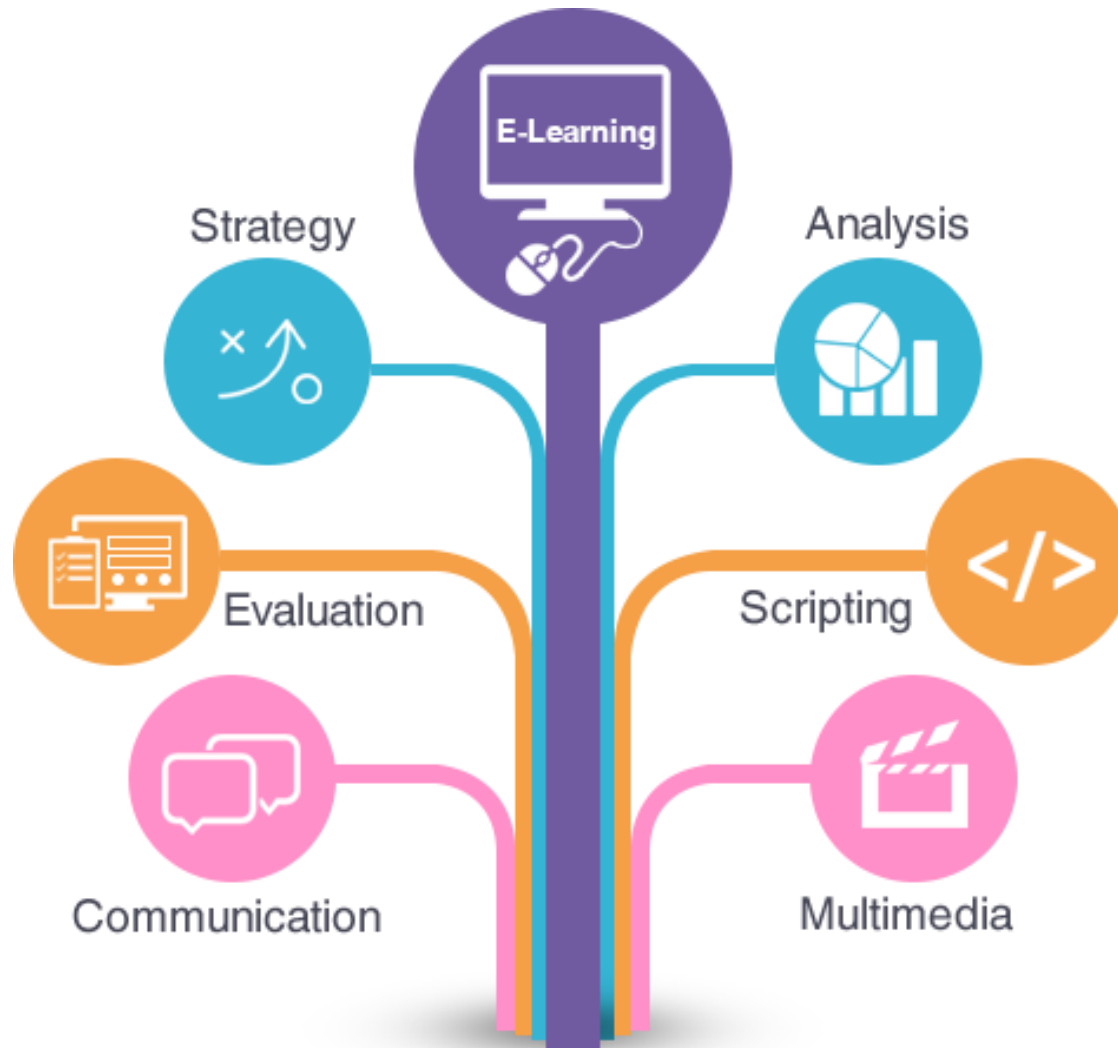 E-Learning
Strategy
Analysis
Evaluation
Scripting
</>
Communication
Multimedia